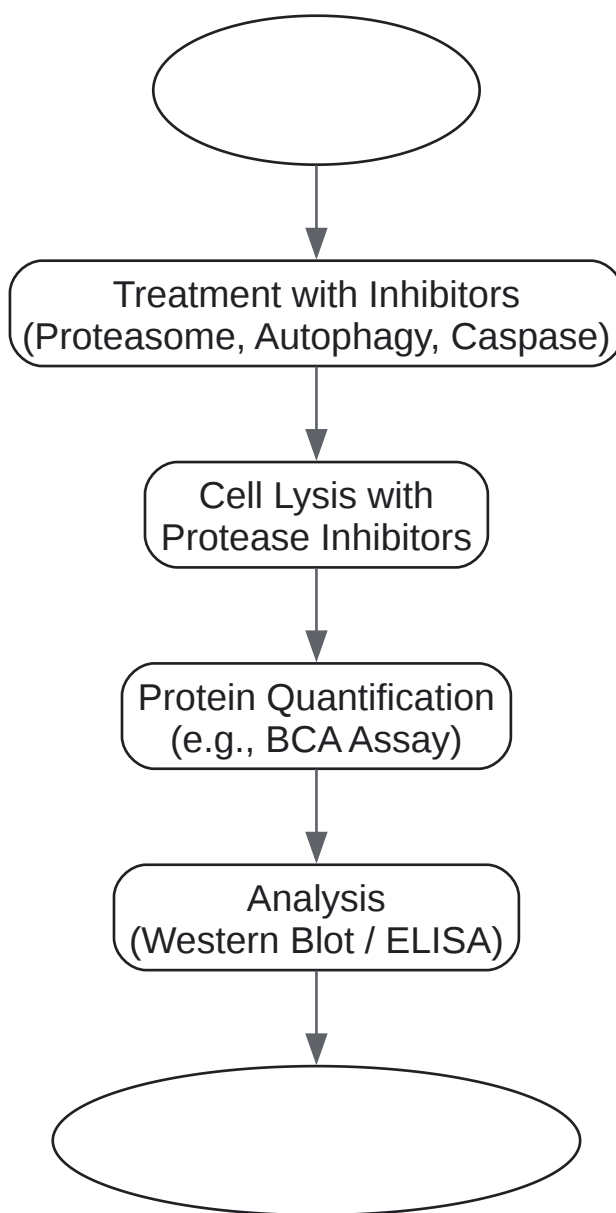 Treatment with Inhibitors
(Proteasome, Autophagy, Caspase)
Cell Lysis with
Protease Inhibitors
Protein Quantification
(e.g., BCA Assay)
Analysis
(Western Blot / ELISA)